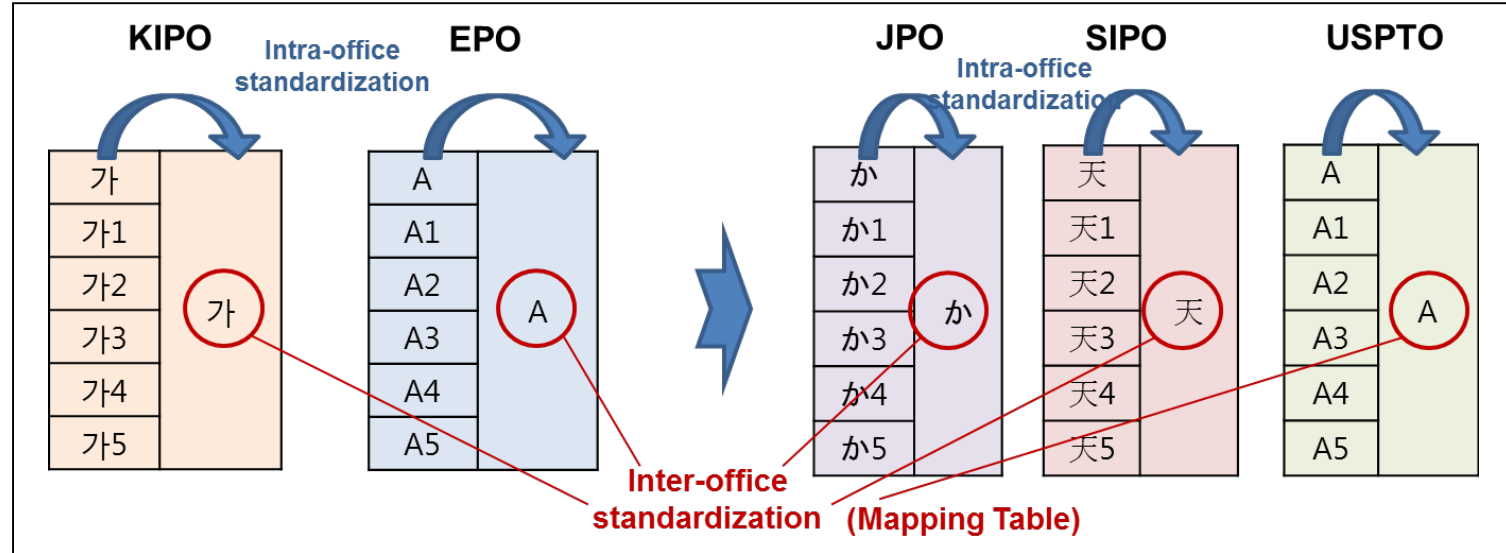 KIPO
EPO
JPO
SIPO
USPTO
Intra-office
standardization
Intra-office
standardization
가
가1
가2
가3
가4
가5
가
A
A1
A2
A3
A4
A5
A
か
か1
か2
か3
か4
か5
か
天
天1
天2
天3
天4
天5
天
A
A1
A2
A3
A4
A5
A
Inter-office
standardization (Mapping Table)